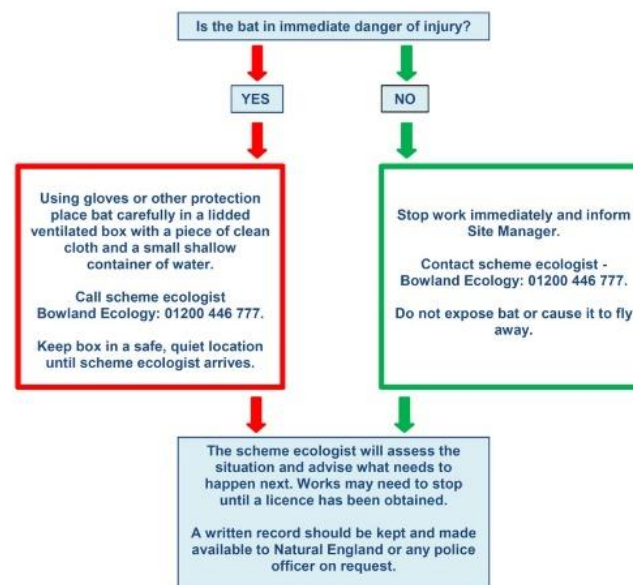 Is the bat in immediate danger of injury?
YES
NO
Using gloves or other protection
place bat carefully in a lidded
ventilated box with a piece of clean
cloth and a small shallow
container of water.
Call scheme ecologist
Bowland Ecology: 01200 446 777.
Keep box in a safe, quiet location
until scheme ecologist arrives.
Stop work immediately and inform
Site Manager.
Contact scheme ecologist -
Bowland Ecology: 01200 446 777.
Do not expose bat or cause it to fly
away.
The scheme ecologist will assess the
situation and advise what needs to
happen next. Works may need to stop
until a licence has been obtained.
A written record should be kept and made
available to Natural England or any police
officer on request.